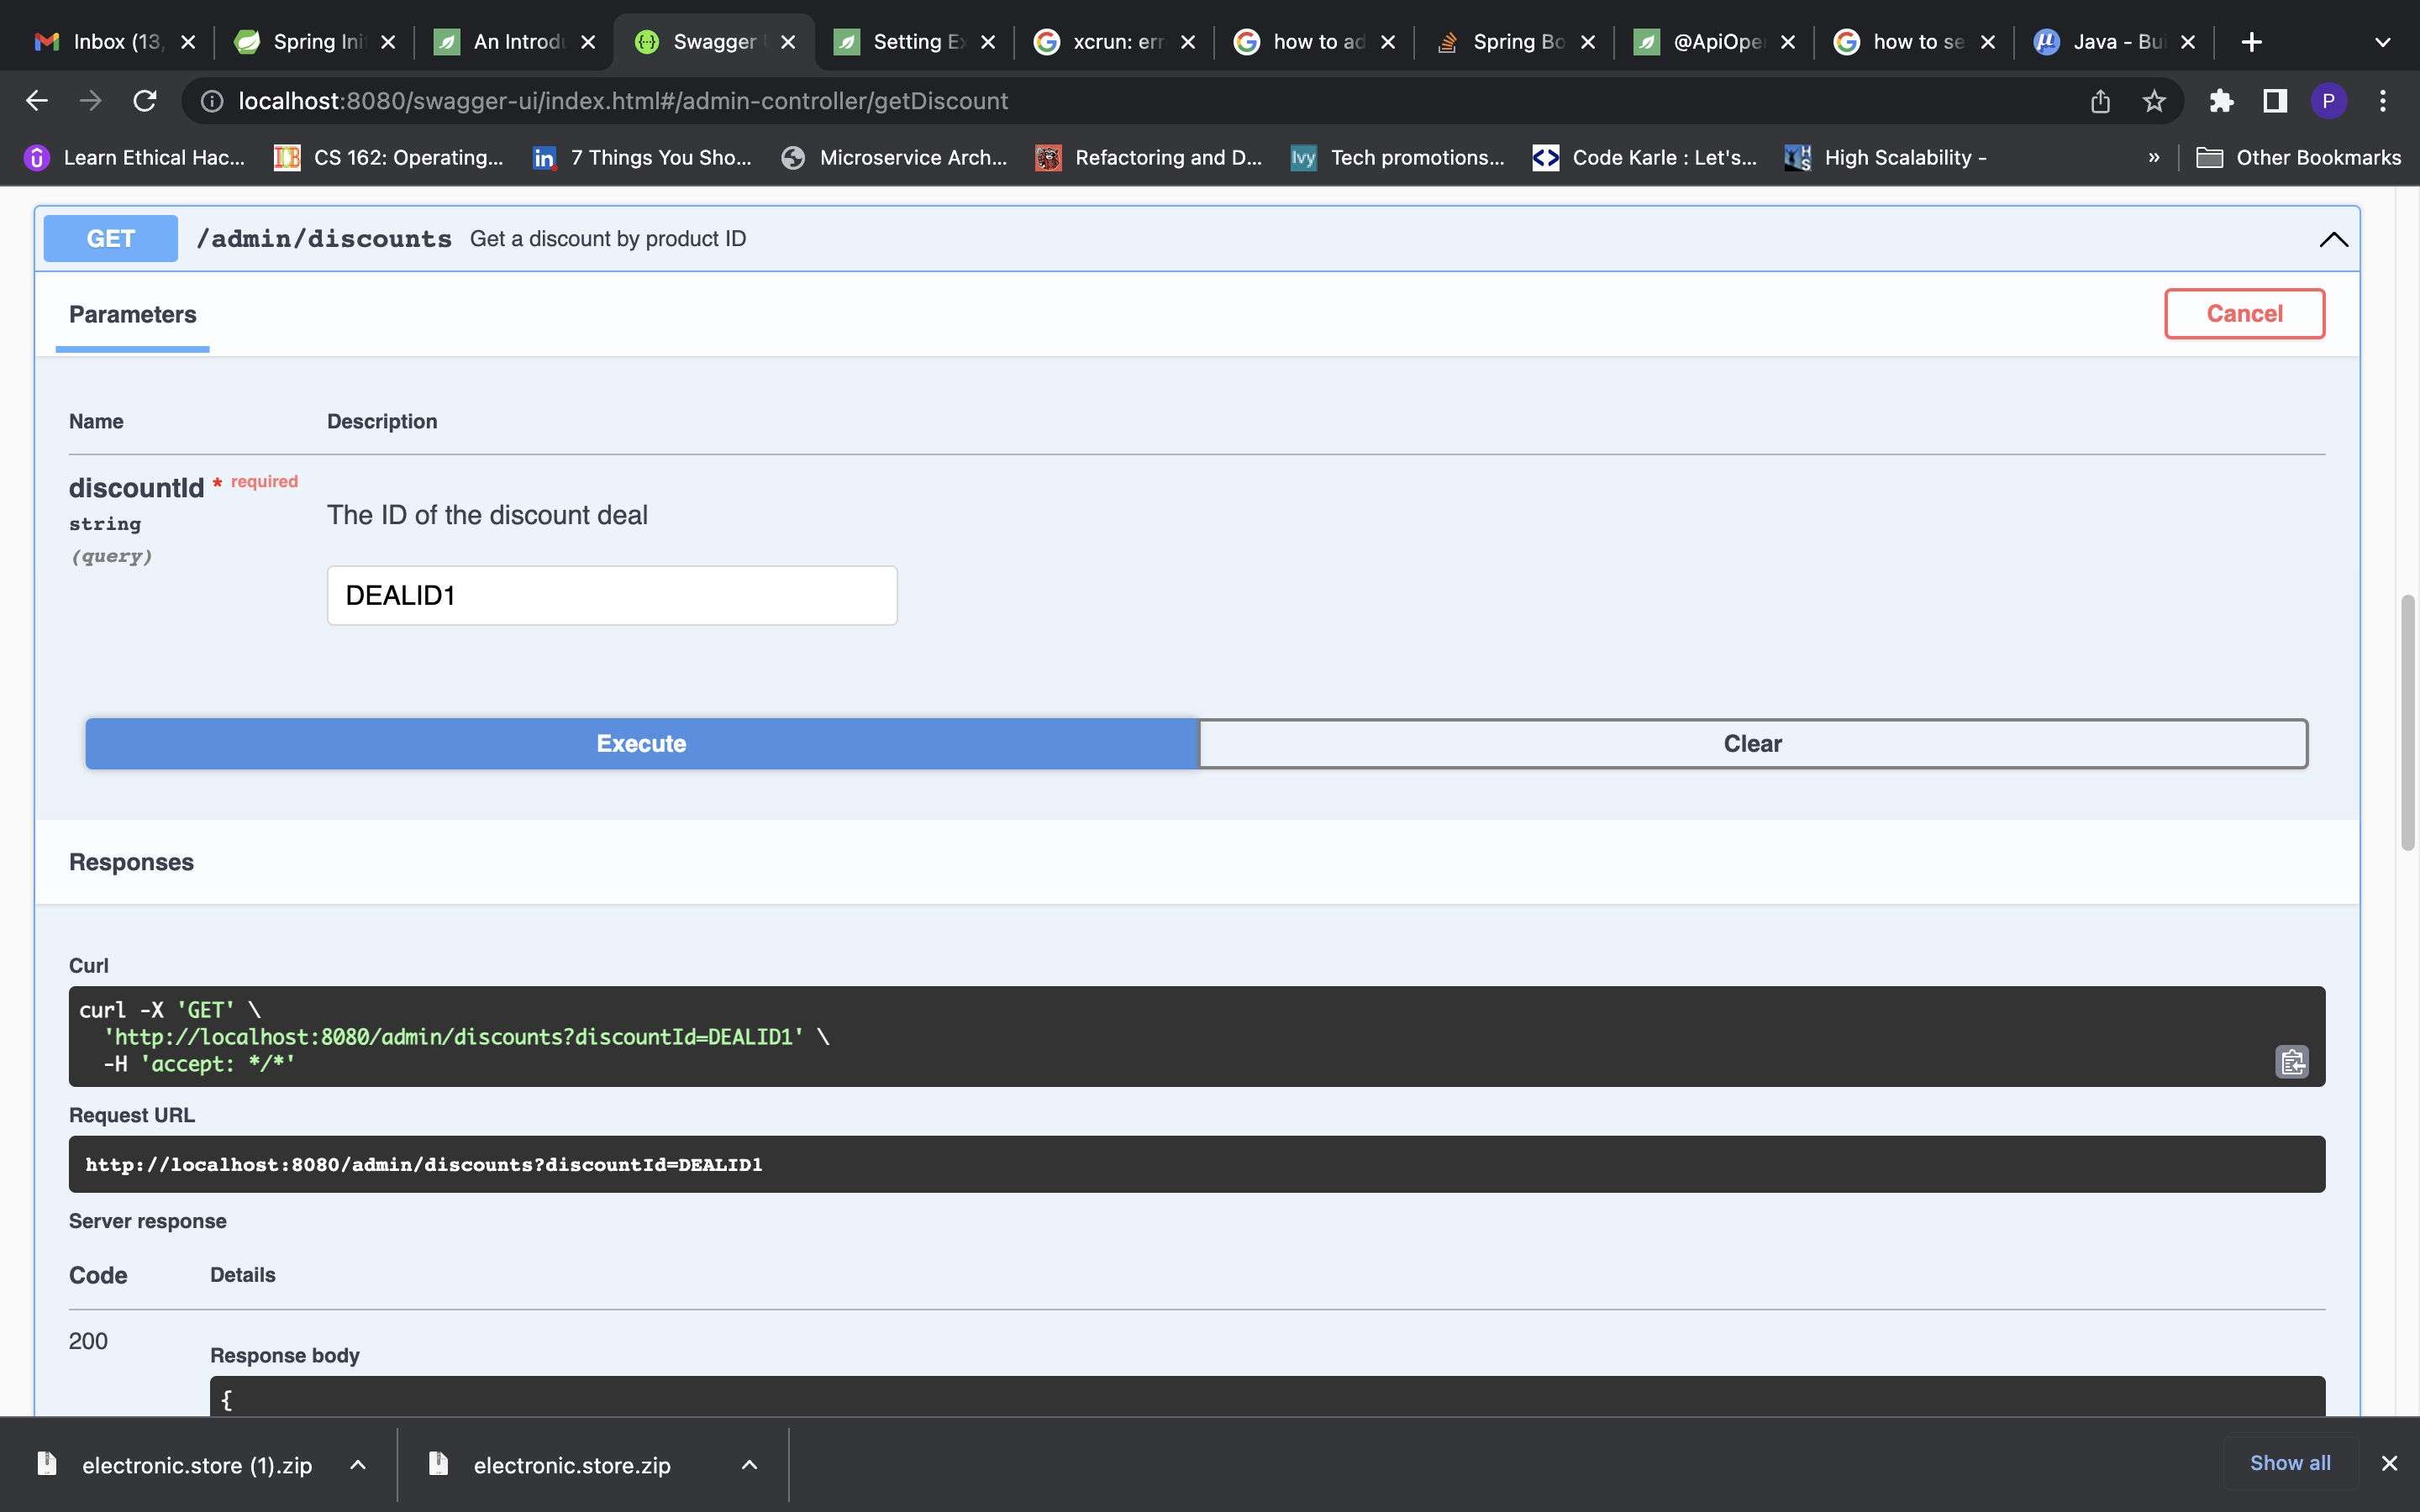 Inbox (13,
Spring Ini
An Introdu
Swagger
Setting Ex
xcrun: err
how to ad
Spring Bo
@ApiOper
how to se
Java - Bui
localhost:8080/swagger-ui/index.html#/admin-controller/getDiscount
P
Learn Ethical Hac...
CS 162: Operating...
7 Things You Sho...
Microservice Arch...
Refactoring and D...
Ivy
Tech promotions...
Code Karle : Let's...
High Scalability -
»
Other Bookmarks
GET /admin/discounts Get a discount by product ID
Parameters
Cancel
Name Description
discountId * required
string
(query)
The ID of the discount deal
DEALID1
Execute
Clear
Responses
Curl
curl -X 'GET' \
'http://localhost:8080/admin/discounts?discountId=DEALID1' \
-H 'accept: */*'
Request URL
http://localhost:8080/admin/discounts?discountId=DEALID1
Server response
Code Details
200
Response body
{
electronic.store (1).zip
electronic.store.zip
Show all